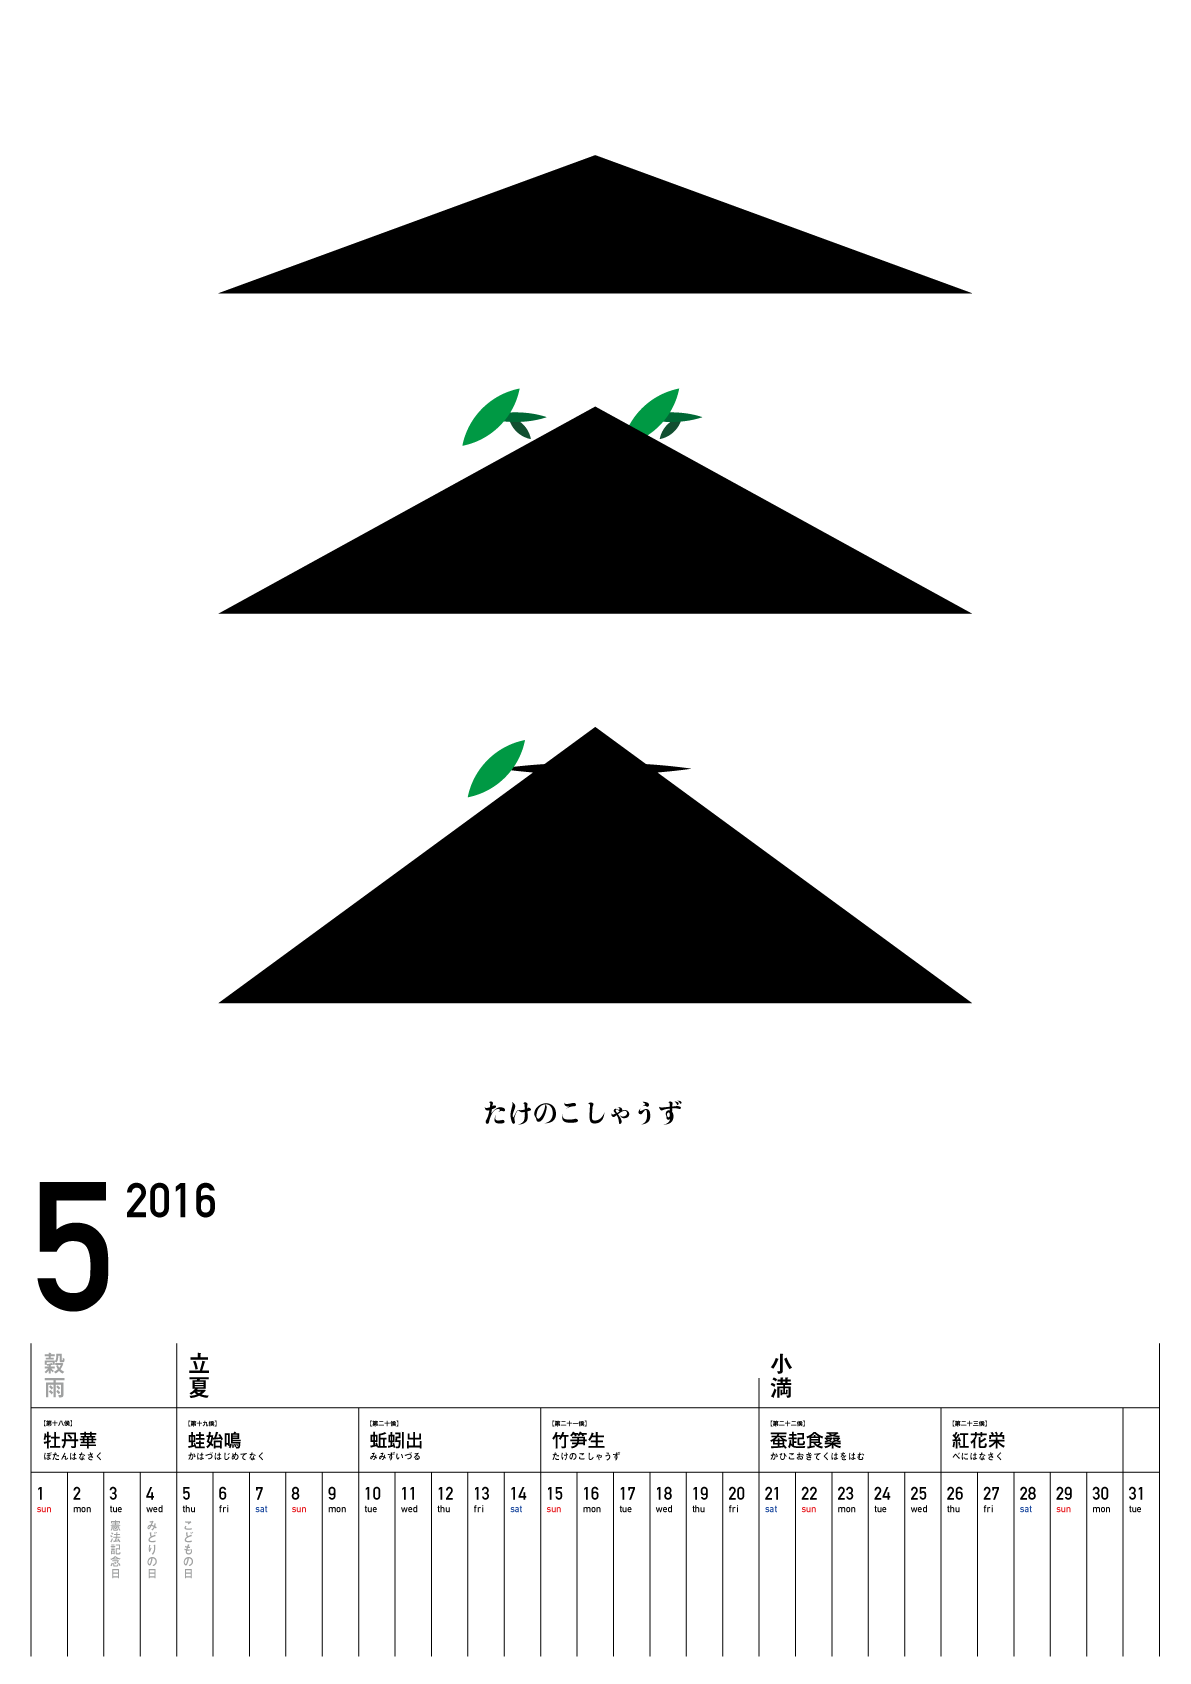 たけのこしゃうず
5 2016
穀雨 立夏 小満
【第十八候】 【第十九候】 【第二十候】 【第二十一候】 【第二十二候】 【第二十三候】
牡丹華 蛙始鳴 蚯蚓出 竹笋生 蚕起食桑 紅花栄
ぼたんはなさく かはづはじめてなく みみずいづる たけのこしゃうず かひこおきてくはをはむ べにはなさく
1 2 3 4 5 6 7 8 9 10 11 12 13 14 15 16 17 18 19 20 21 22 23 24 25 26 27 28 29 30 31
sun mon tue wed thu fri sat sun mon tue wed thu fri sat sun mon tue wed thu fri sat sun mon tue wed thu fri sat sun mon tue
憲法記念日 みどりの日 こどもの日